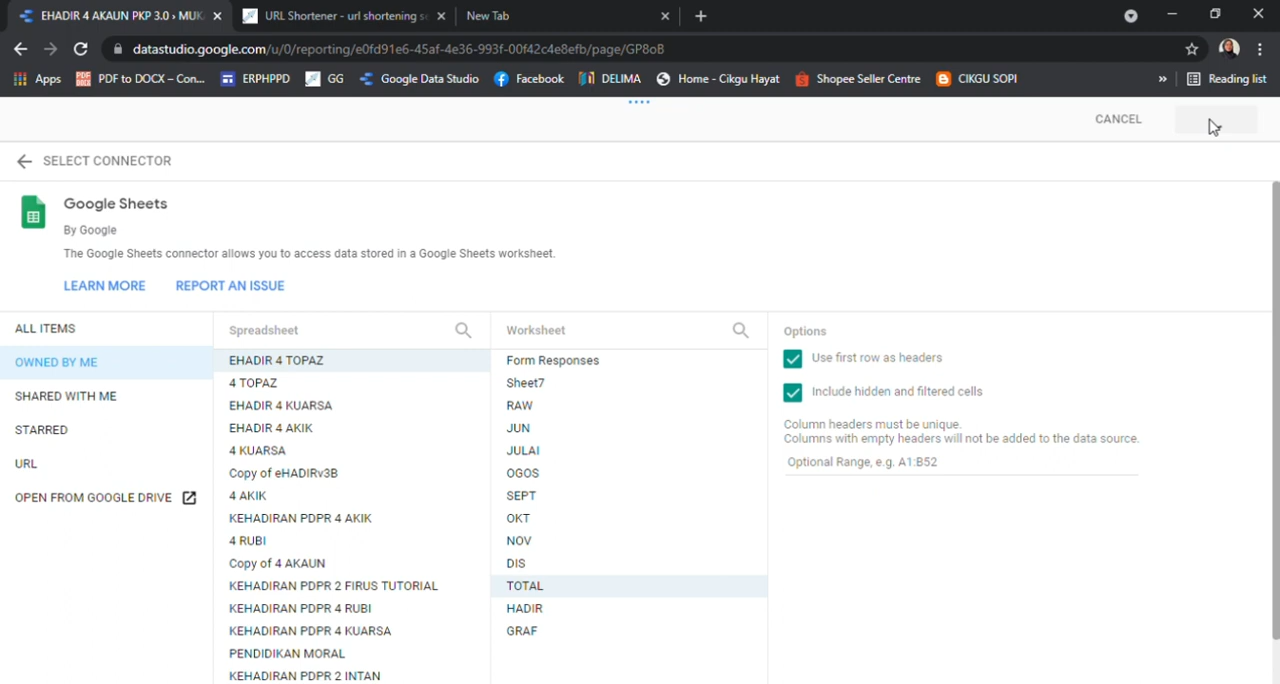 EHADIR 4 AKAUN PKP 3.0 › MUK
URL Shortener - url shortening se
New Tab
datastudio.google.com/u/0/reporting/e0fd91e6-45af-4e36-993f-00f42c4e8efb/page/GP8oB
Apps PDF to DOCX – Con... ERPHPPD GG Google Data Studio Facebook DELIMA Home - Cikgu Hayat Shopee Seller Centre CIKGU SOPI » Reading list
CANCEL
SELECT CONNECTOR
Google Sheets
By Google
The Google Sheets connector allows you to access data stored in a Google Sheets worksheet.
LEARN MORE REPORT AN ISSUE
ALL ITEMS
OWNED BY ME
SHARED WITH ME
STARRED
URL
OPEN FROM GOOGLE DRIVE
Spreadsheet
EHADIR 4 TOPAZ
4 TOPAZ
EHADIR 4 KUARSA
EHADIR 4 AKIK
4 KUARSA
Copy of eHADIRv3B
4 AKIK
KEHADIRAN PDPR 4 AKIK
4 RUBI
Copy of 4 AKAUN
KEHADIRAN PDPR 2 FIRUS TUTORIAL
KEHADIRAN PDPR 4 RUBI
KEHADIRAN PDPR 4 KUARSA
PENDIDIKAN MORAL
KEHADIRAN PDPR 2 INTAN
Worksheet
Form Responses
Sheet7
RAW
JUN
JULAI
OGOS
SEPT
OKT
NOV
DIS
TOTAL
HADIR
GRAF
Options
Use first row as headers
Include hidden and filtered cells
Column headers must be unique.
Columns with empty headers will not be added to the data source.
Optional Range, e.g. A1:B52